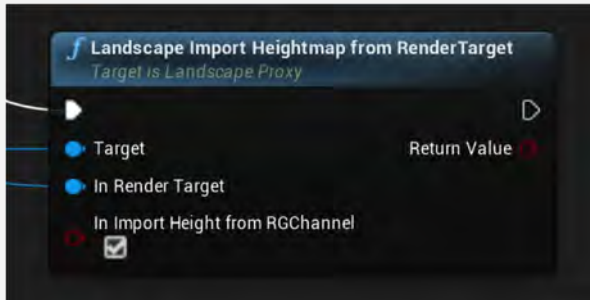 f Landscape Import Heightmap from RenderTarget
Target is Landscape Proxy
Target Return Value
In Render Target
In Import Height from RGChannel